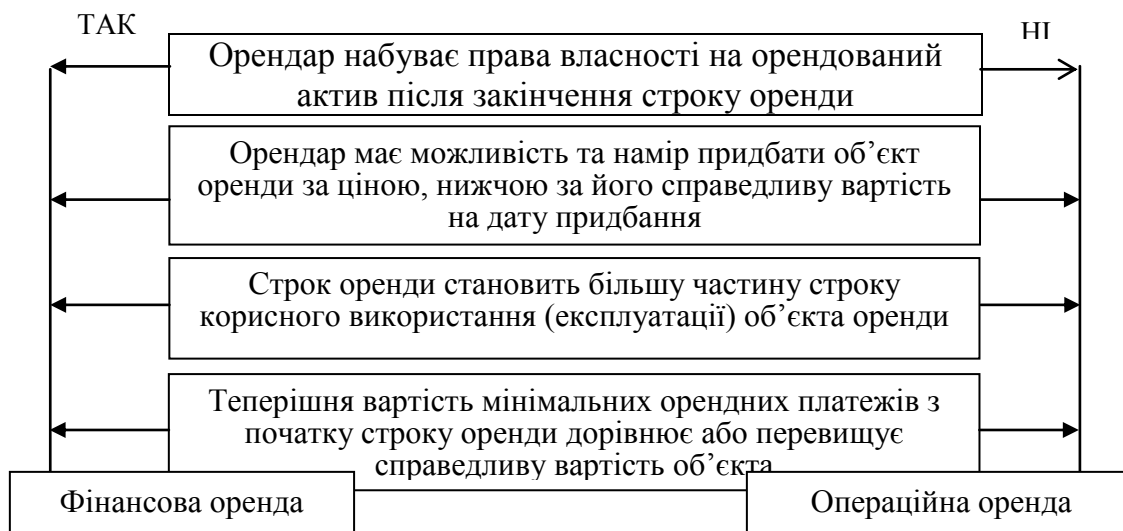 ТАК
НІ
Орендар набуває права власності на орендований
актив після закінчення строку оренди
Орендар має можливість та намір придбати об’єкт
оренди за ціною, нижчою за його справедливу вартість
на дату придбання
Строк оренди становить більшу частину строку
корисного використання (експлуатації) об’єкта оренди
Теперішня вартість мінімальних орендних платежів з
початку строку оренди дорівнює або перевищує
справедливу вартість об’єкта
Фінансова оренда
Операційна оренда